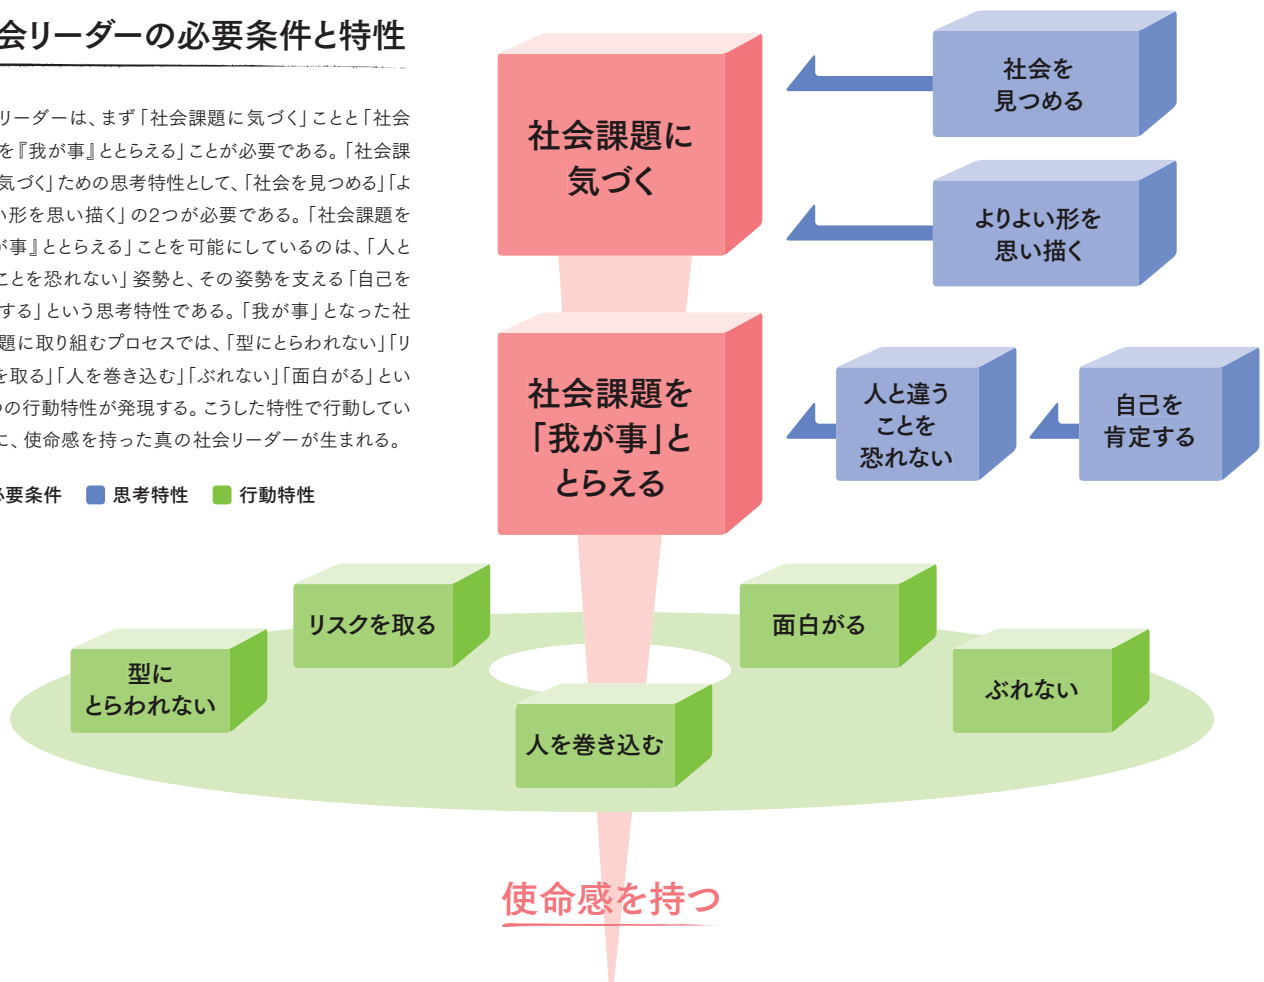 会リーダーの必要条件と特性
リーダーは、まず「社会課題に気づく」ことと「社会
を『我が事』ととらえる」ことが必要である。「社会課
気づく」ための思考特性として、「社会を見つめる」「よ
い形を思い描く」の2つが必要である。「社会課題を
が事』ととらえる」ことを可能にしているのは、「人と
ことを恐れない」姿勢と、その姿勢を支える「自己を
する」という思考特性である。「我が事」となった社
題に取り組むプロセスでは、「型にとらわれない」「リ
を取る」「人を巻き込む」「ぶれない」「面白がる」とい
つの行動特性が発現する。こうした特性で行動してい
に、使命感を持った真の社会リーダーが生まれる。
必要条件 思考特性 行動特性
社会課題に
気づく
社会を
見つめる
よりよい形を
思い描く
社会課題を
「我が事」と
とらえる
人と違う
ことを
恐れない
自己を
肯定する
リスクを取る
面白がる
型に
とらわれない
ぶれない
人を巻き込む
使命感を持つ